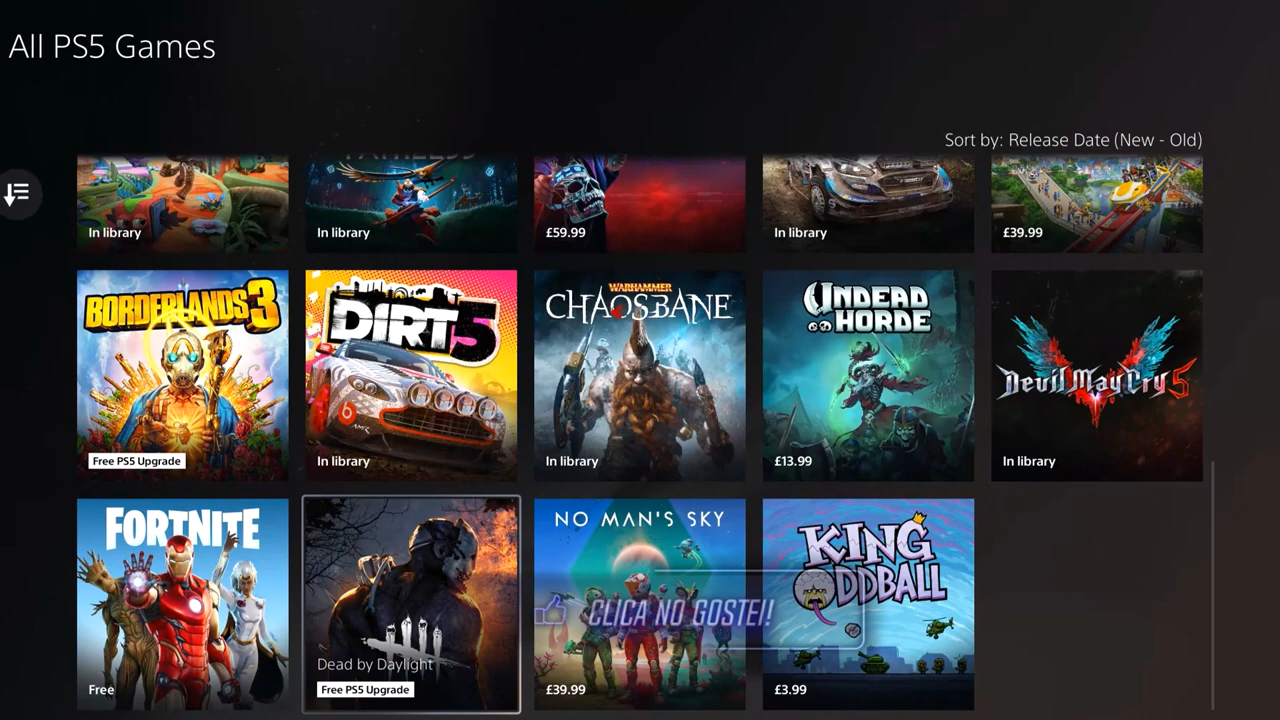 All PS5 Games
Sort by: Release Date (New - Old)
In library
In library
£59.99
In library
£39.99
BORDERLANDS 3
Free PS5 Upgrade
DIRT 5
In library
WARHAMMER
CHAOSBANE
In library
UNDEAD
HORDE
£13.99
Devil May Cry 5
In library
FORTNITE
Free
Dead by Daylight
Free PS5 Upgrade
NO MAN'S SKY
£39.99
KING
ODDBALL
£3.99
CLICA NO GOSTEI!